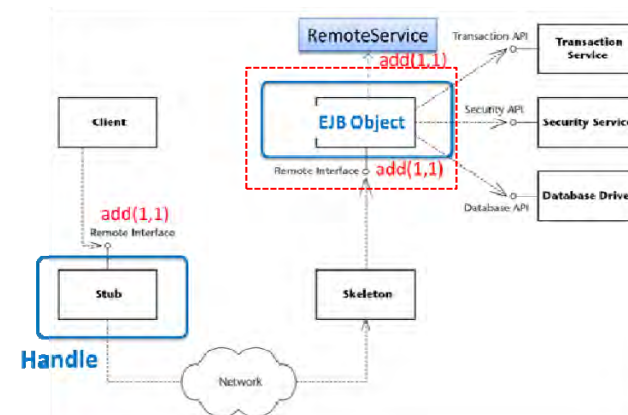 RemoteService
add(1,1)
Transaction API
Transaction
Service
Client
EJB Object
Security API
Security Service
Remote Interface
add(1,1)
Database API
Database Drive
add(1,1)
Remote Interface
Stub
Skeleton
Handle
Network